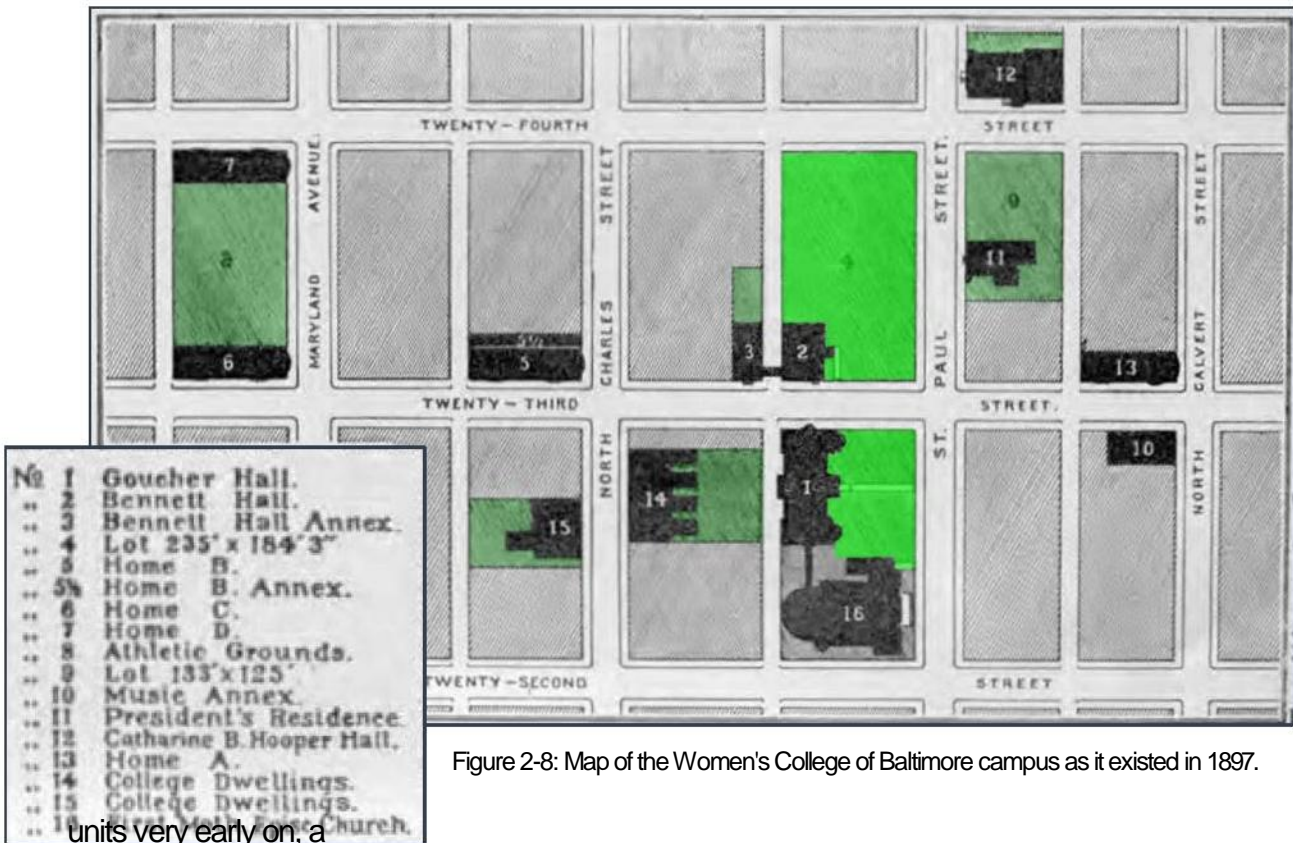 12
TWENTY-FOURTH STREET
7
8
6
MARYLAND AVENUE.
5½
5
NORTH CHARLES STREET
3
2
4
ST. PAUL STREET.
9
11
13
NORTH CALVERT STREET.
TWENTY-THIRD STREET.
10
14
1
15
16
TWENTY-SECOND STREET
No 1 Goucher Hall.
„ 2 Bennett Hall.
„ 3 Bennett Hall Annex.
„ 4 Lot 235' x 184' 3"
„ 5 Home B.
„ 5½ Home B. Annex.
„ 6 Home C.
„ 7 Home D.
„ 8 Athletic Grounds.
„ 9 Lot 133' x 125'
„ 10 Music Annex.
„ 11 President's Residence
„ 12 Catharine B. Hooper Hall.
„ 13 Home A.
„ 14 College Dwellings.
„ 15 College Dwellings.
„ 16 First Meth. Episc. Church.
units very early on, a
Figure 2-8: Map of the Women's College of Baltimore campus as it existed in 1897.